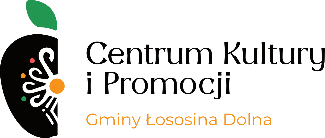 Centrum Kultury
i Promocji
Gminy Łososina Dolna